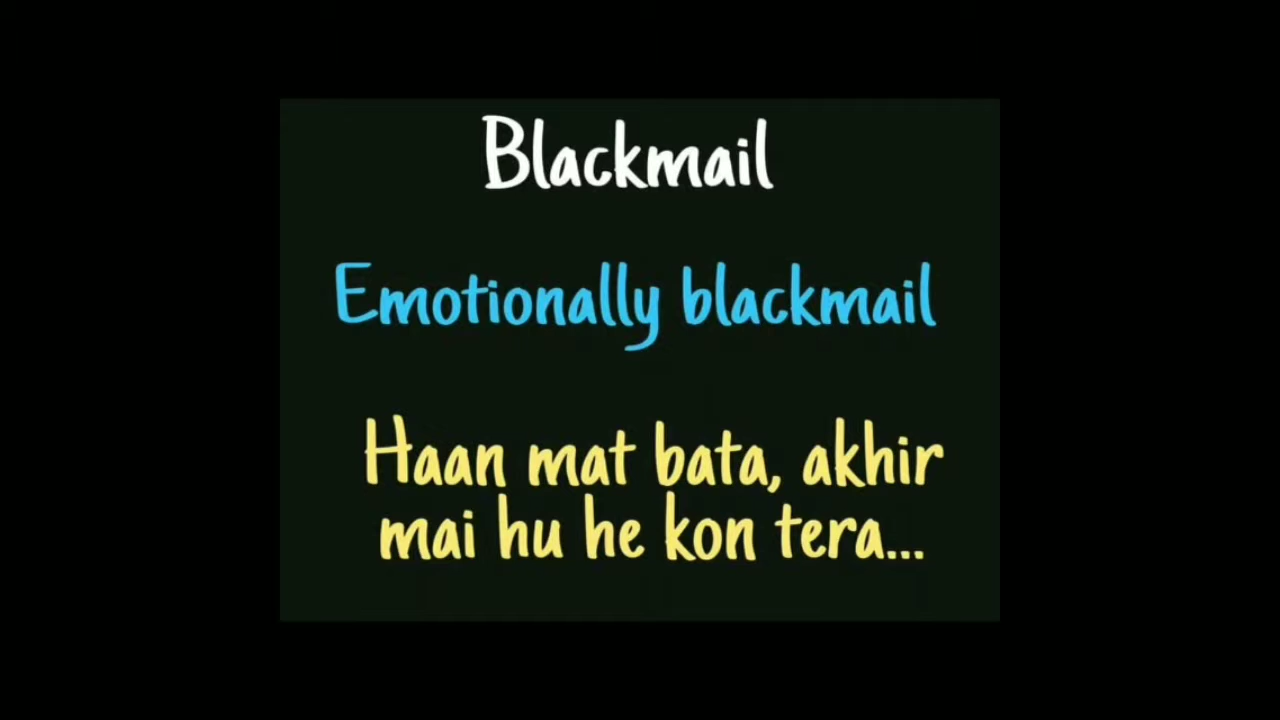 Blackmail
Emotionally blackmail
Haan mat bata, akhir
mai hu he kon tera...